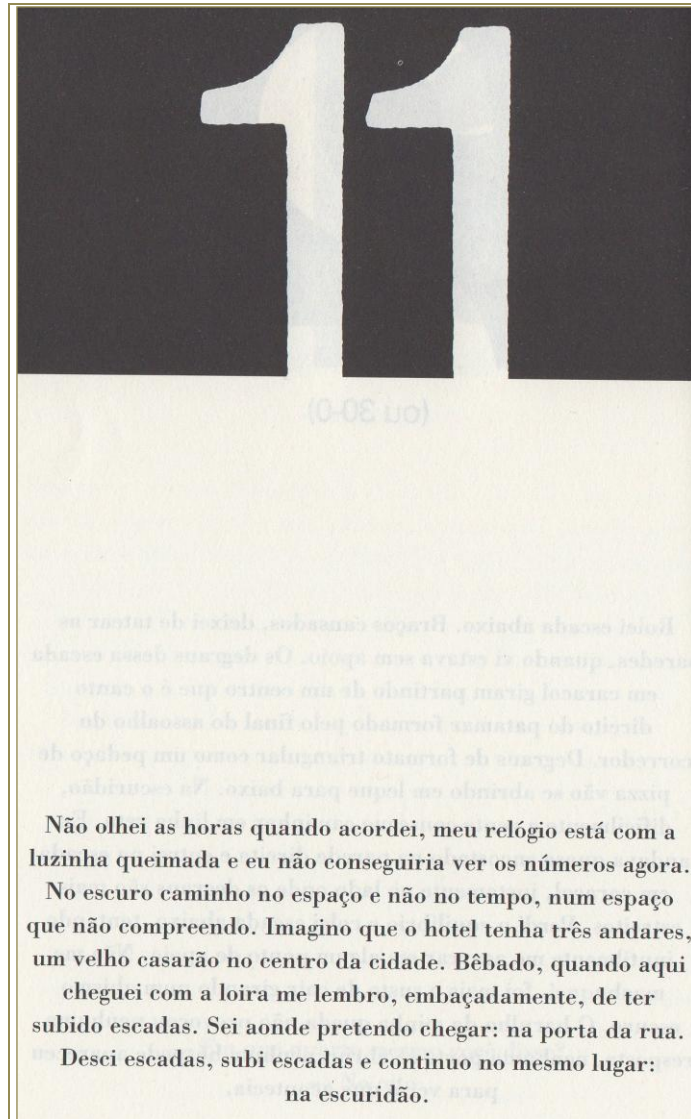 11
(ou 30-0)
Rolei escada abaixo. Braços cansados, deixei de tatear as
paredes, quando vi estava sem apoio. Os degraus dessa escada
em caracol giram partindo de um centro que é o canto
direito do patamar formado pelo final do assoalho do
corredor. Degraus de formato triangular como um pedaço de
pizza vão se abrindo em leque para baixo. Na escuridão,
Não olhei as horas quando acordei, meu relógio está com a
luzinha queimada e eu não conseguiria ver os números agora.
No escuro caminho no espaço e não no tempo, num espaço
que não compreendo. Imagino que o hotel tenha três andares,
um velho casarão no centro da cidade. Bêbado, quando aqui
cheguei com a loira me lembro, embaçadamente, de ter
subido escadas. Sei aonde pretendo chegar: na porta da rua.
Desci escadas, subi escadas e continuo no mesmo lugar:
na escuridão.